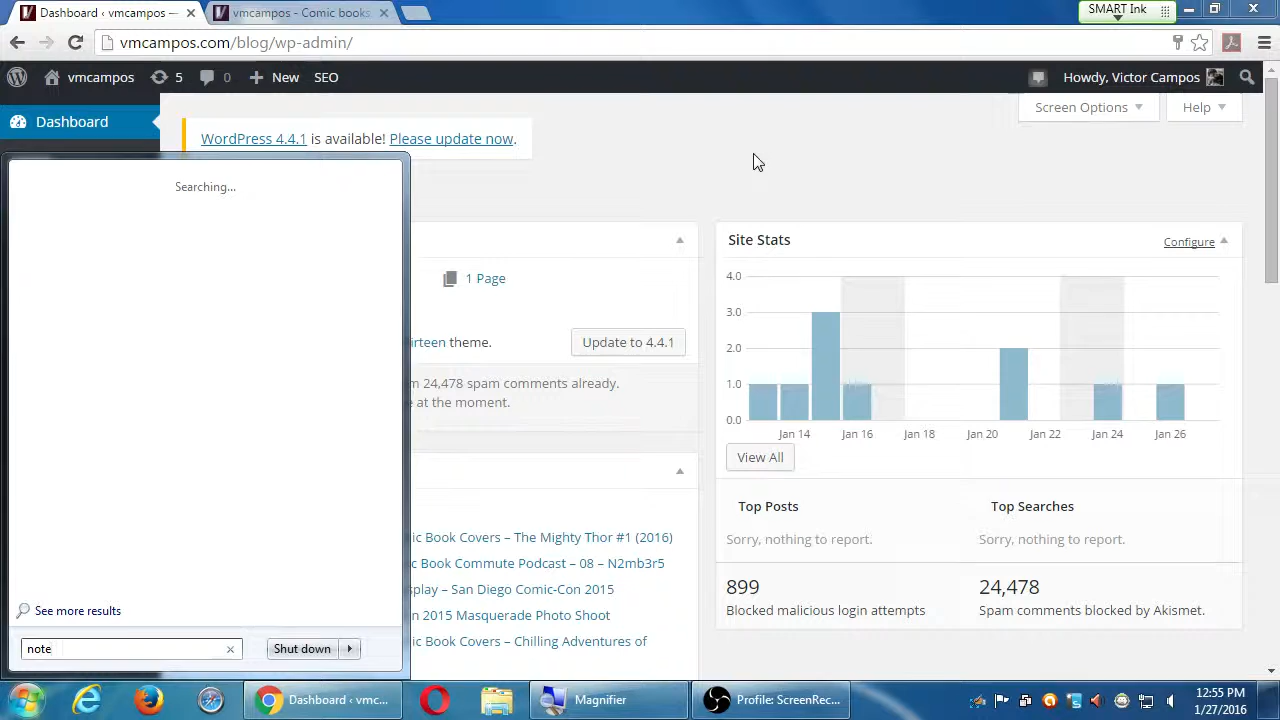 Dashboard ‹ vmcampos —
vmcampos - Comic books,
SMART Ink
vmcampos.com/blog/wp-admin/
vmcampos
5
0
New
SEO
Howdy, Victor Campos
Dashboard
Screen Options
Help
WordPress 4.4.1 is available! Please update now.
Searching...
Site Stats
Configure
1 Page
irteen theme.
Update to 4.4.1
m 24,478 spam comments already.
e at the moment.
4.0
3.0
2.0
1.0
0.0
Jan 14
Jan 16
Jan 18
Jan 20
Jan 22
Jan 24
Jan 26
View All
Top Posts
Top Searches
Sorry, nothing to report.
Sorry, nothing to report.
ic Book Covers – The Mighty Thor #1 (2016)
c Book Commute Podcast – 08 – N2mb3r5
splay – San Diego Comic-Con 2015
n 2015 Masquerade Photo Shoot
ic Book Covers – Chilling Adventures of
899
Blocked malicious login attempts
24,478
Spam comments blocked by Akismet.
See more results
note
Shut down
Dashboard ‹ vmc...
Magnifier
Profile: ScreenRec...
12:55 PM
1/27/2016